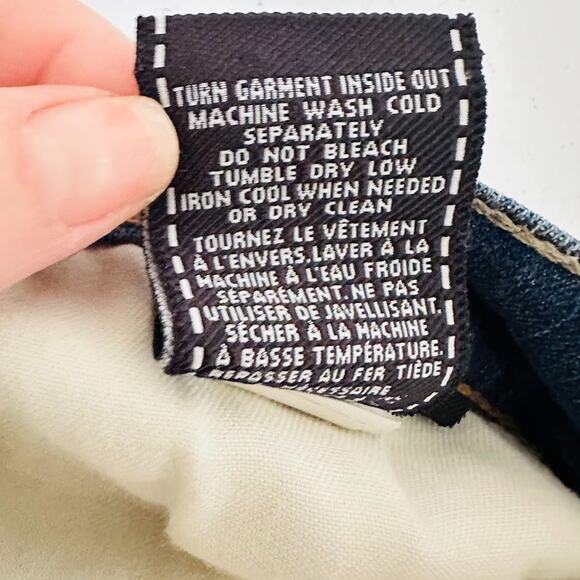 TURN GARMENT INSIDE OUT
MACHINE WASH COLD
SEPARATELY
DO NOT BLEACH
TUMBLE DRY LOW
IRON COOL WHEN NEEDED
OR DRY CLEAN
TOURNEZ LE VÊTEMENT
À L'ENVERS. LAVER À LA
MACHINE À L'EAU FROIDE
SÉPARÉMENT. NE PAS
UTILISER DE JAVELLISANT.
SÉCHER À LA MACHINE
À BASSE TEMPÉRATURE.
REPASSER AU FER TIÈDE